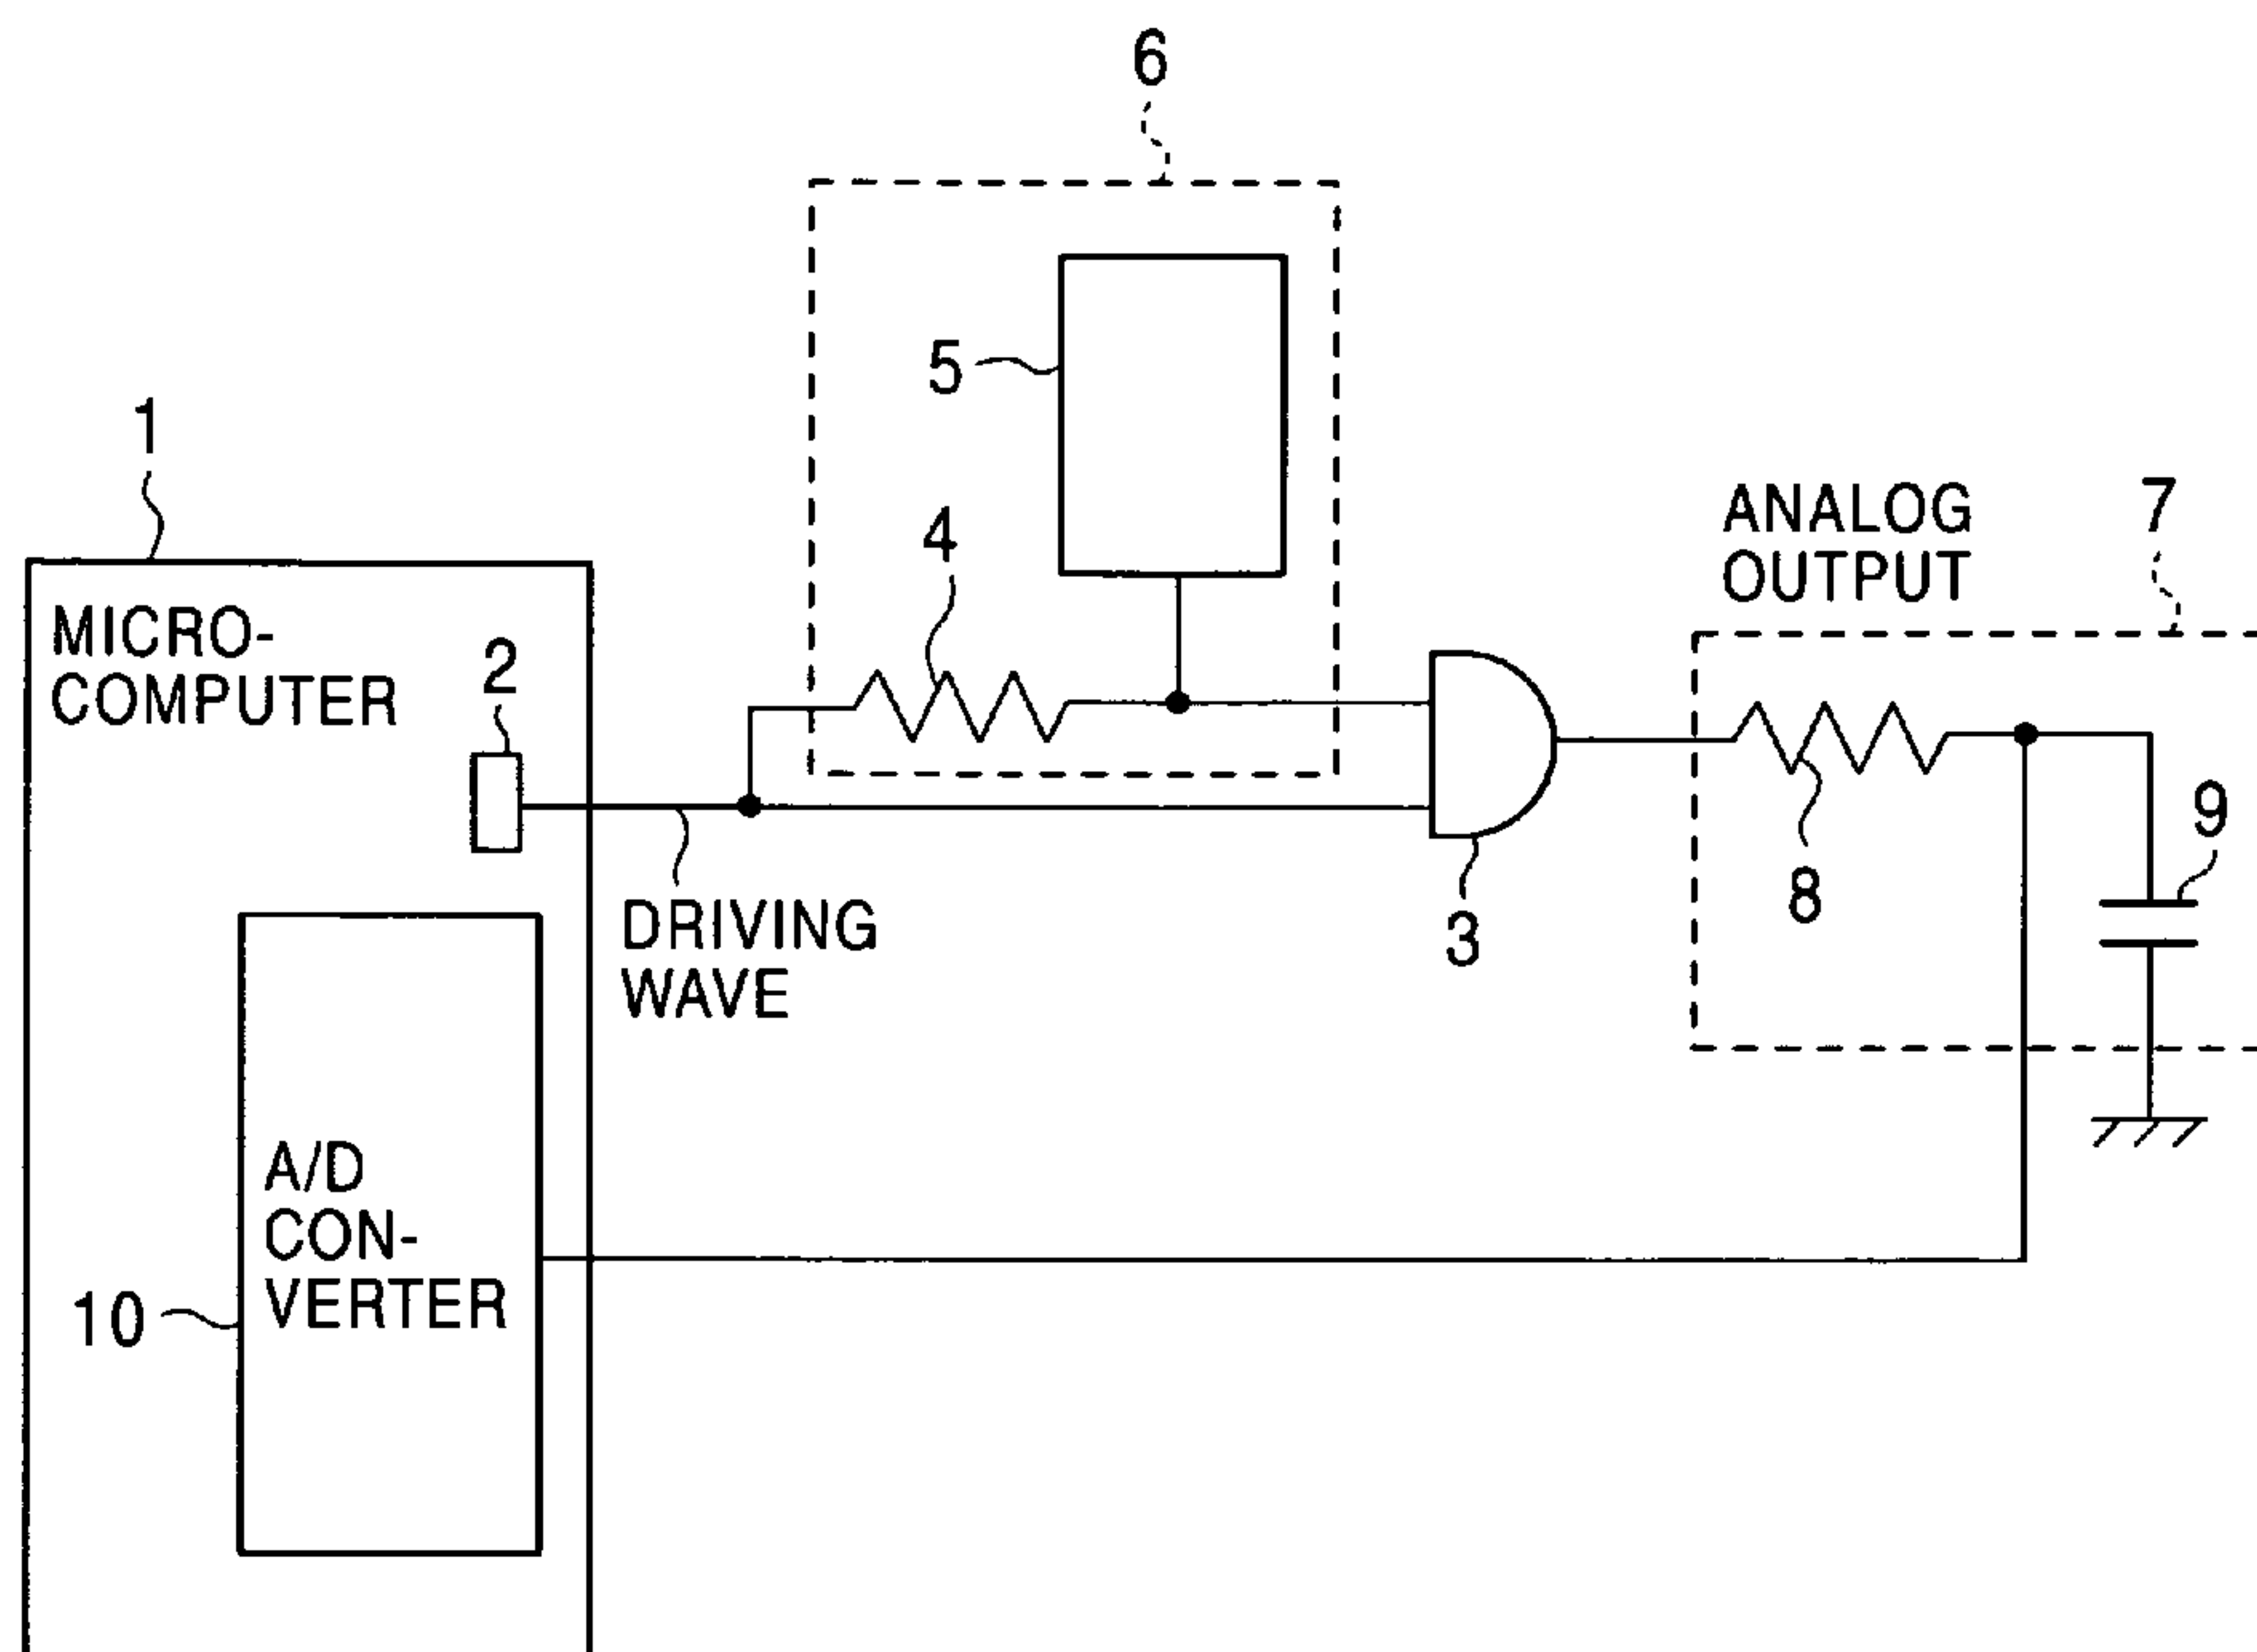 6
5
1
4
ANALOG
OUTPUT
7
MICRO-
COMPUTER
2
9
8
DRIVING
WAVE
3
A/D
CON-
VERTER
10